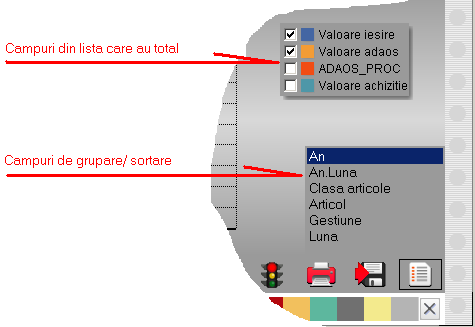 Campuri din lista care au total
Valoare iesire
Valoare adaos
ADAOS_PROC
Valoare achizitie
Campuri de grupare/ sortare
An
An.Luna
Clasa articole
Articol
Gestiune
Luna